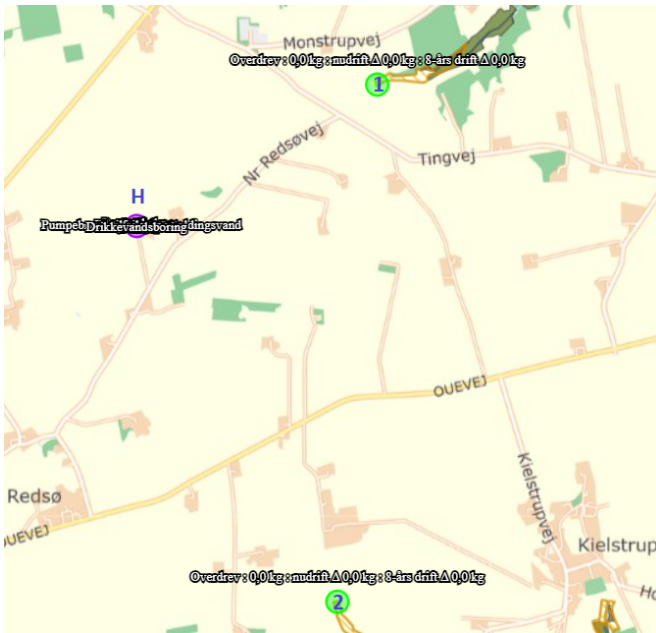 Monstrupvej
Overdrev : 0,0 kg : nudrift Δ 0,0 kg : 8-års drift Δ 0,0 kg
1
Nr Redsøvej
Tingvej
H
Drikkevandsboring
OUEVEJ
Kielstrupvej
Redsø
OUEVEJ
Kielstrup
Overdrev : 0,0 kg : nudrift Δ 0,0 kg : 8-års drift Δ 0,0 kg
2
Ho